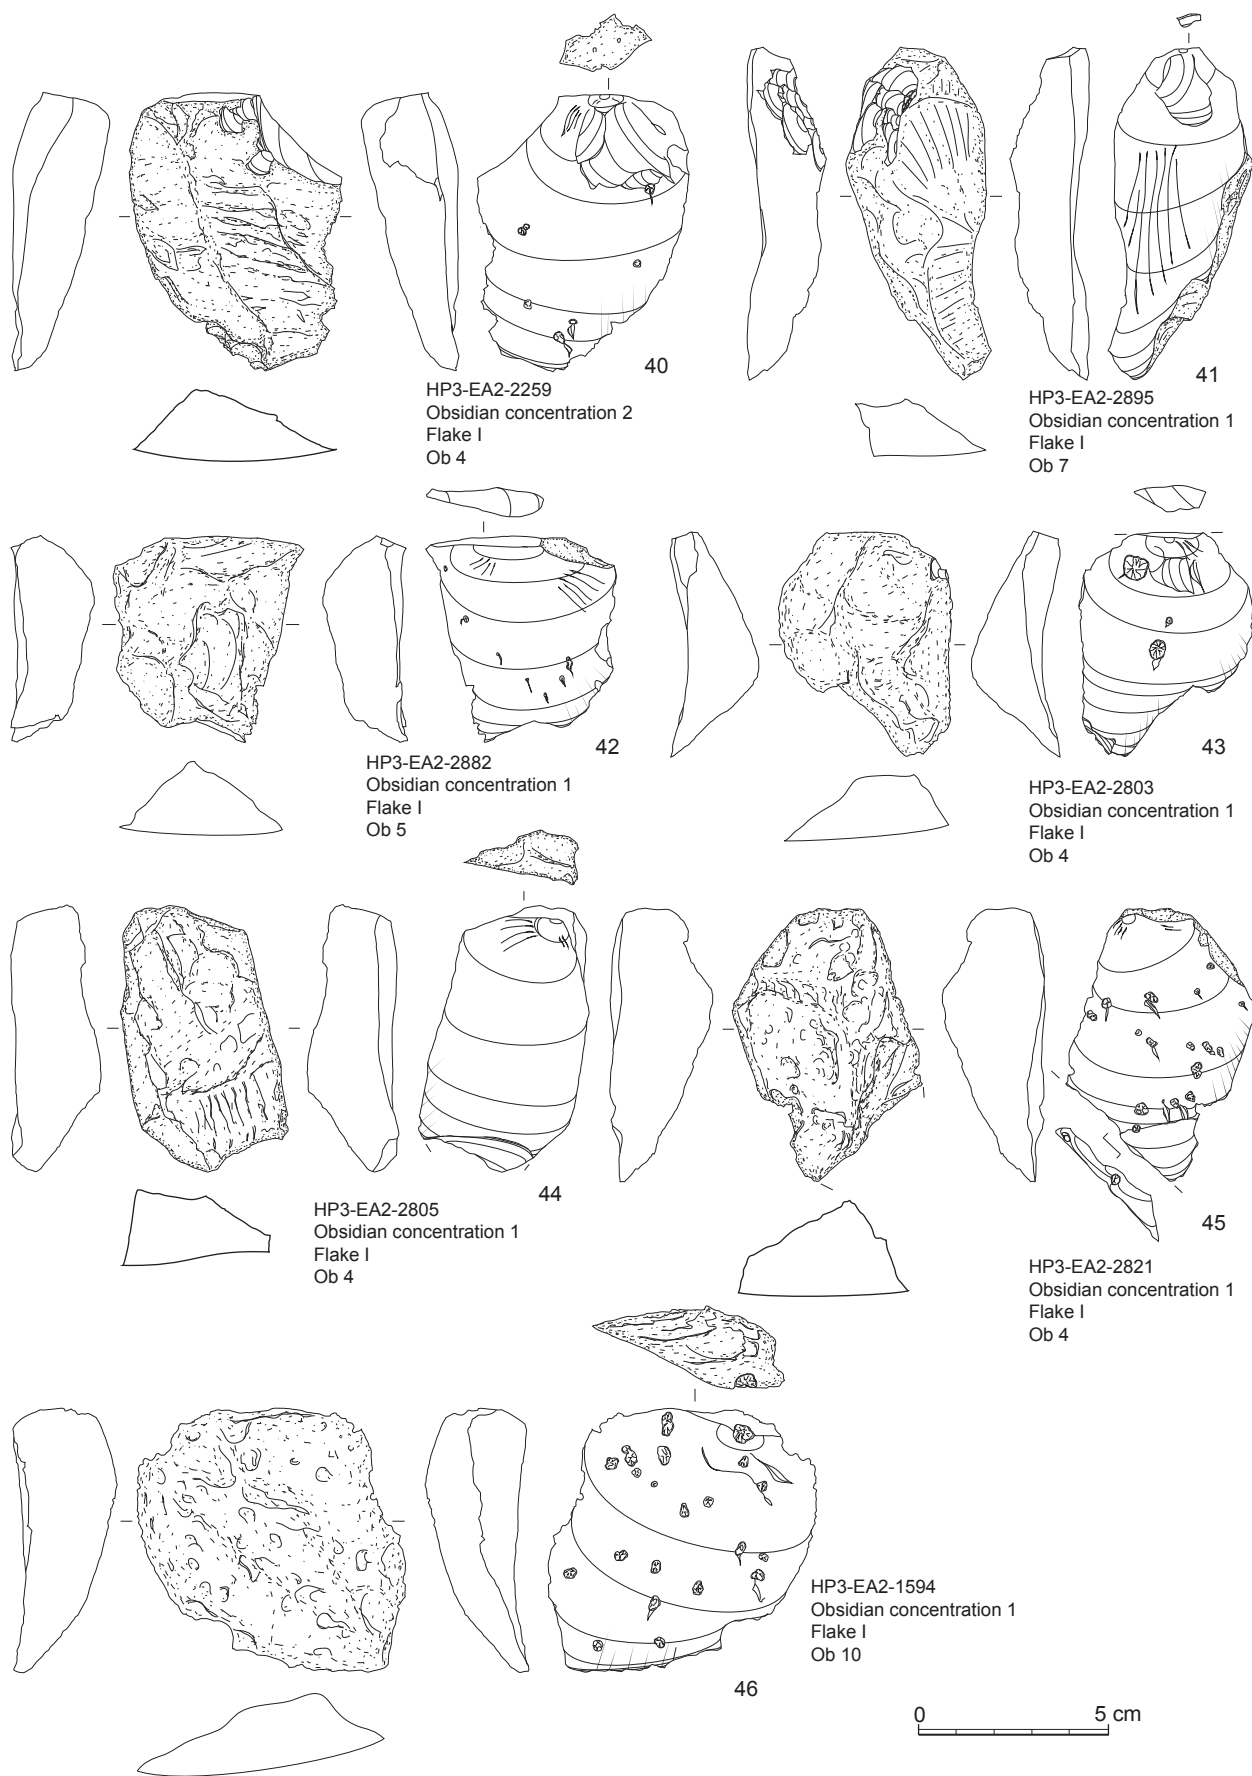 40
HP3-EA2-2259
Obsidian concentration 2
Flake I
Ob 4
41
HP3-EA2-2895
Obsidian concentration 1
Flake I
Ob 7
42
HP3-EA2-2882
Obsidian concentration 1
Flake I
Ob 5
43
HP3-EA2-2803
Obsidian concentration 1
Flake I
Ob 4
44
HP3-EA2-2805
Obsidian concentration 1
Flake I
Ob 4
45
HP3-EA2-2821
Obsidian concentration 1
Flake I
Ob 4
HP3-EA2-1594
Obsidian concentration 1
Flake I
Ob 10
46
0 5 cm